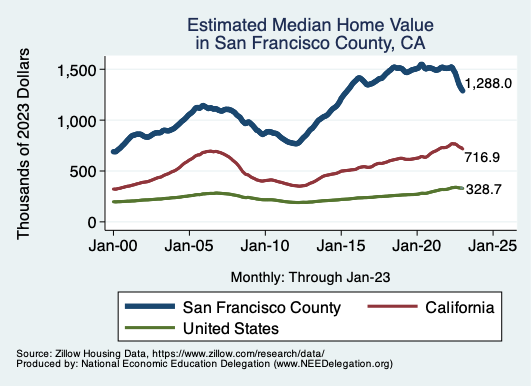 Estimated Median Home Value
in San Francisco County, CA
Thousands of 2023 Dollars
1,500
1,000
500
0
1,288.0
716.9
328.7
Jan-00 Jan-05 Jan-10 Jan-15 Jan-20 Jan-25
Monthly: Through Jan-23
San Francisco County California
United States
Source: Zillow Housing Data, https://www.zillow.com/research/data/
Produced by: National Economic Education Delegation (www.NEEDelegation.org)